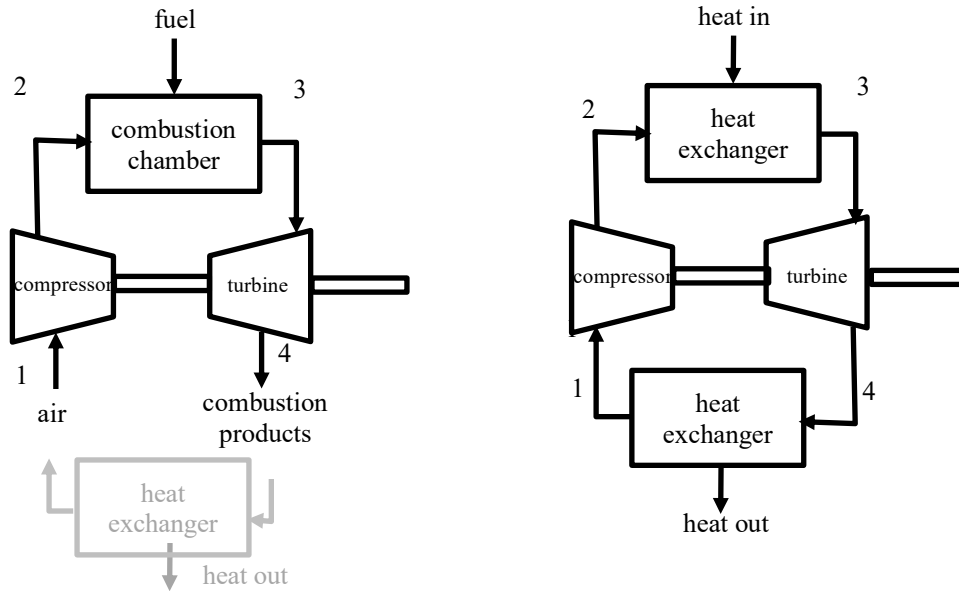 fuel
2
3
combustion
chamber
compressor
turbine
1
air
4
combustion
products
heat
exchanger
heat out
heat in
2
3
heat
exchanger
compressor
turbine
1
4
heat
exchanger
heat out